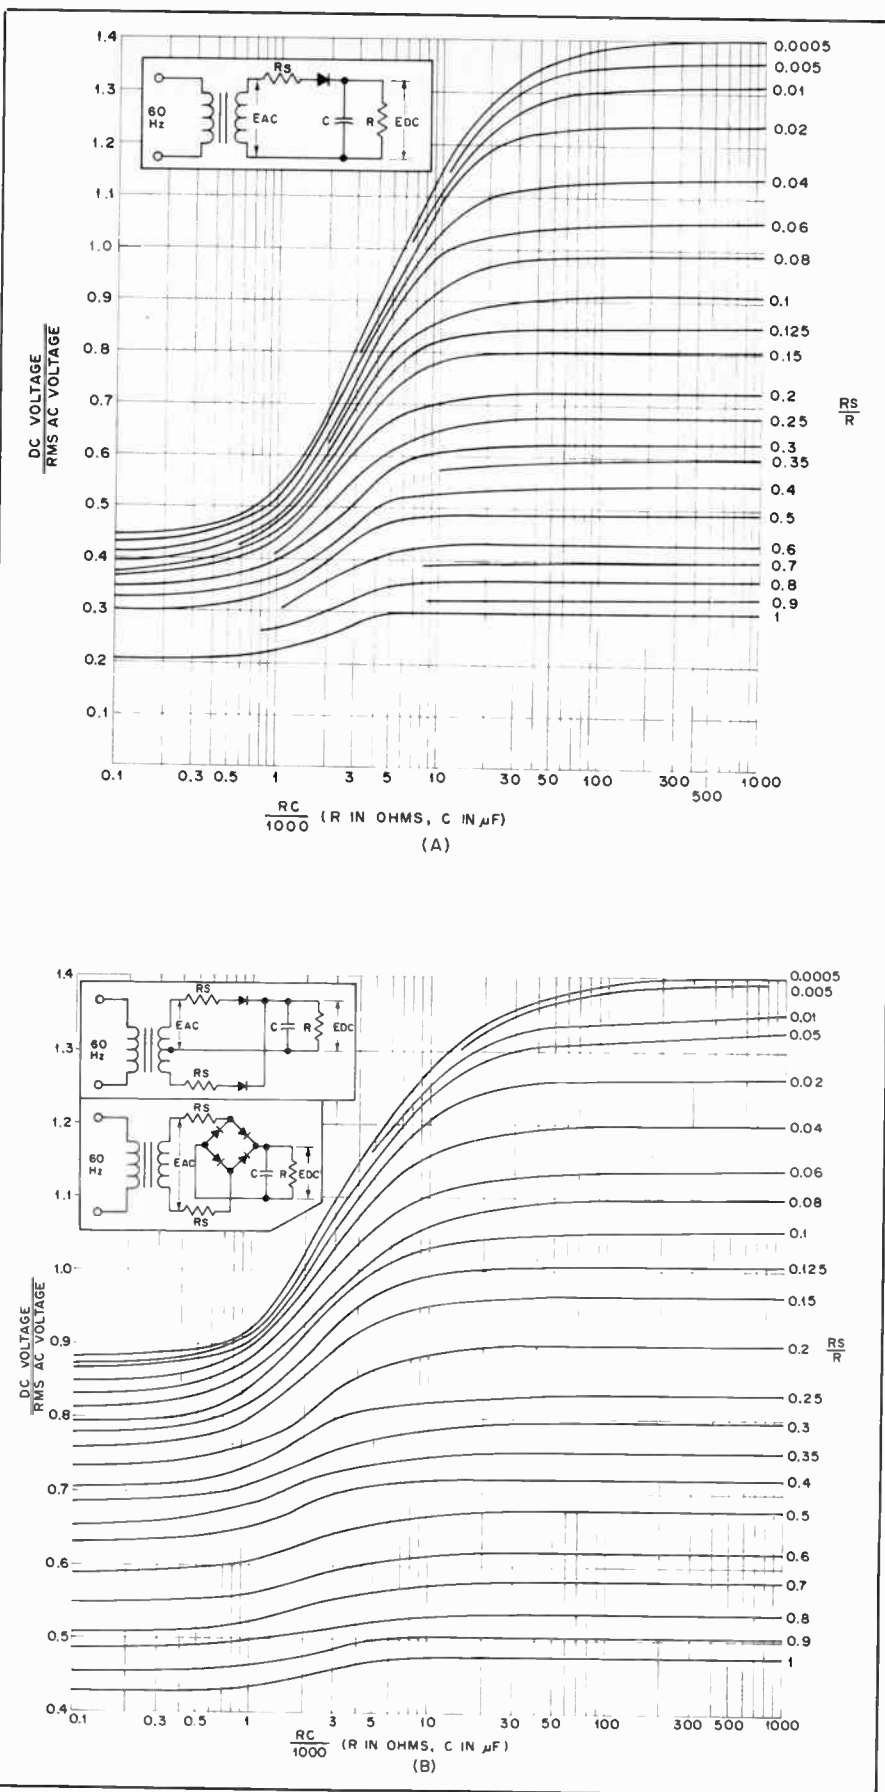 1.4
1.3
1.2
1.1
1.0
0.9
0.8
0.7
0.6
0.5
0.4
0.3
0.2
0.1
DC VOLTAGE
RMS AC VOLTAGE
60
Hz
RS
EAC
C
R
EDC
0.0005
0.005
0.01
0.02
0.04
0.06
0.08
0.1
0.125
0.15
0.2
0.25
0.3
0.35
0.4
0.5
0.6
0.7
0.8
0.9
1
RS
R
0.1 0.3 0.5 1 3 5 10 30 50 100 300 500 1000
RC
1000 (R IN OHMS, C IN µF)
(A)
1.4
1.3
1.2
1.1
1.0
0.9
0.8
0.7
0.6
0.5
0.4
DC VOLTAGE
RMS AC VOLTAGE
RS
60
Hz
EAC
C
R
EDC
RS
RS
60
Hz
EAC
C
R
EDC
RS
0.0005
0.005
0.01
0.05
0.02
0.04
0.06
0.08
0.1
0.125
0.15
0.2
0.25
0.3
0.35
0.4
0.5
0.6
0.7
0.8
0.9
1
RS
R
0.1 0.3 0.5 1 3 5 10 30 50 100 300 500 1000
RC
1000 (R IN OHMS, C IN µF)
(B)